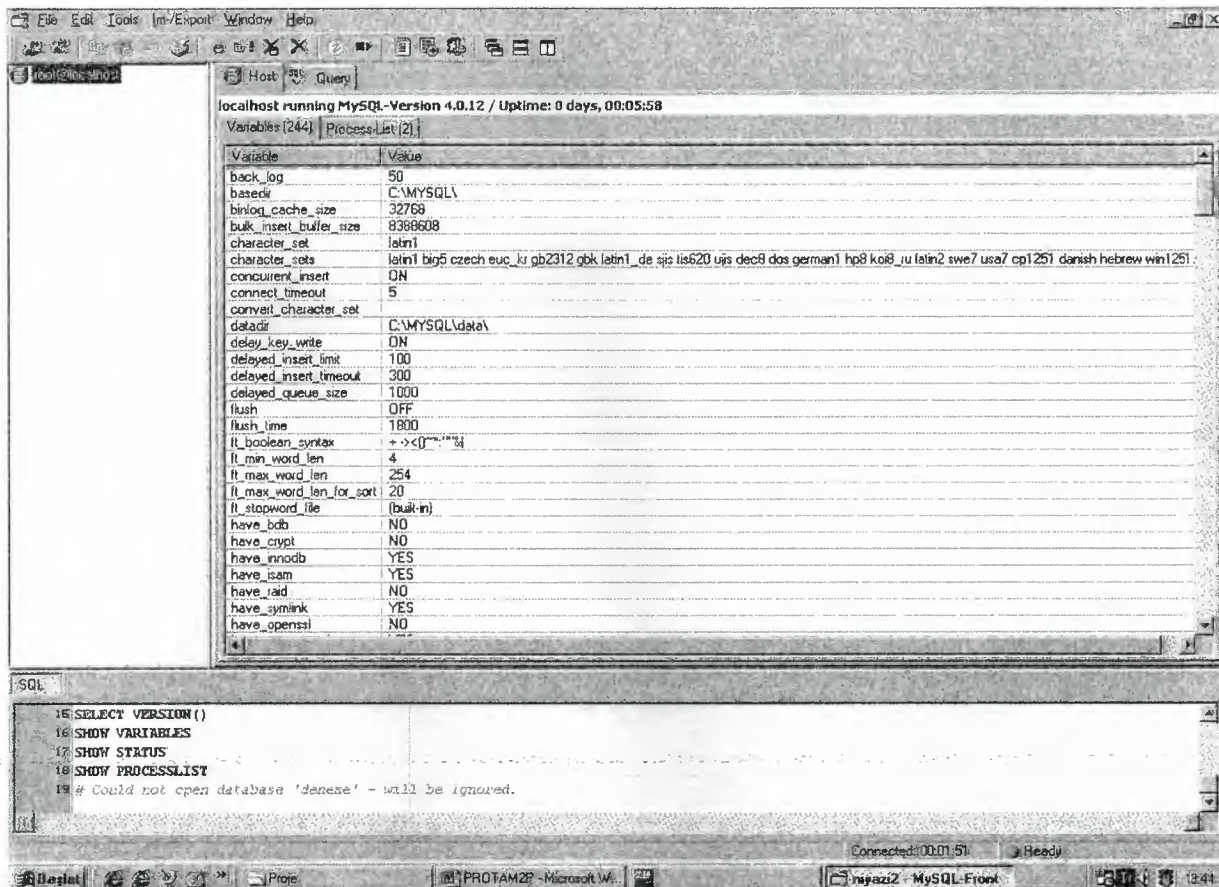 File Edit Tools Im-/Export Window Help
root@localhost
Host Query
localhost running MySQL-Version 4.0.12 / Uptime: 0 days, 00:05:58
Variables (244) Process-List (2)
Variable Value
back_log 50
basedir C:\MYSQL\
binlog_cache_size 32768
bulk_insert_buffer_size 8388608
character_set latin1
character_sets latin1 big5 czech euc_kr gb2312 gbk latin1_de sjis tis620 ujis dec8 dos german1 hp8 koi8_ru latin2 swe7 usa7 cp1251 danish hebrew win1251
concurrent_insert ON
connect_timeout 5
convert_character_set
datadir C:\MYSQL\data\
delay_key_write ON
delayed_insert_limit 100
delayed_insert_timeout 300
delayed_queue_size 1000
flush OFF
flush_time 1800
ft_boolean_syntax
ft_min_word_len 4
ft_max_word_len 254
ft_max_word_len_for_sort 20
ft_stopword_file (built-in)
have_bdb NO
have_crypt NO
have_innodb YES
have_isam YES
have_raid NO
have_symlink YES
have_openssl NO
SQL
15 SELECT VERSION()
16 SHOW VARIABLES
17 SHOW STATUS
18 SHOW PROCESSLIST
19 # Could not open database 'denese' - will be ignored.
Connected: 00:01:51 Ready
Başlat » Proje PROTAM2P - Microsoft W... niyazi2 - MySQL-Front 13:44